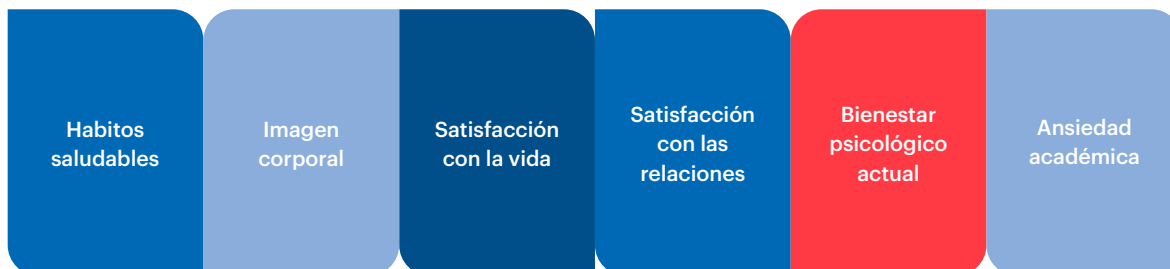 Habitos
saludables
Imagen
corporal
Satisfacción
con la vida
Satisfacción
con las
relaciones
Bienestar
psicológico
actual
Ansiedad
académica